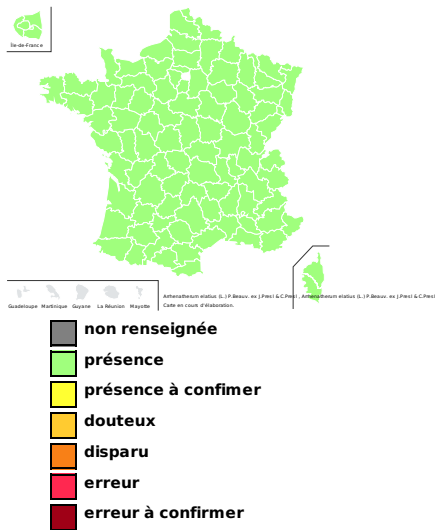 Île-de-France
Guadeloupe Martinique Guyane La Réunion Mayotte
Arrhenatherum elatius (L.) P.Beauv. ex J.Presl & C.Presl , Arrhenatherum elatius (L.) P.Beauv. ex J.Presl & C.Presl
Carte en cours d'élaboration.
non renseignée
présence
présence à confimer
douteux
disparu
erreur
erreur à confirmer